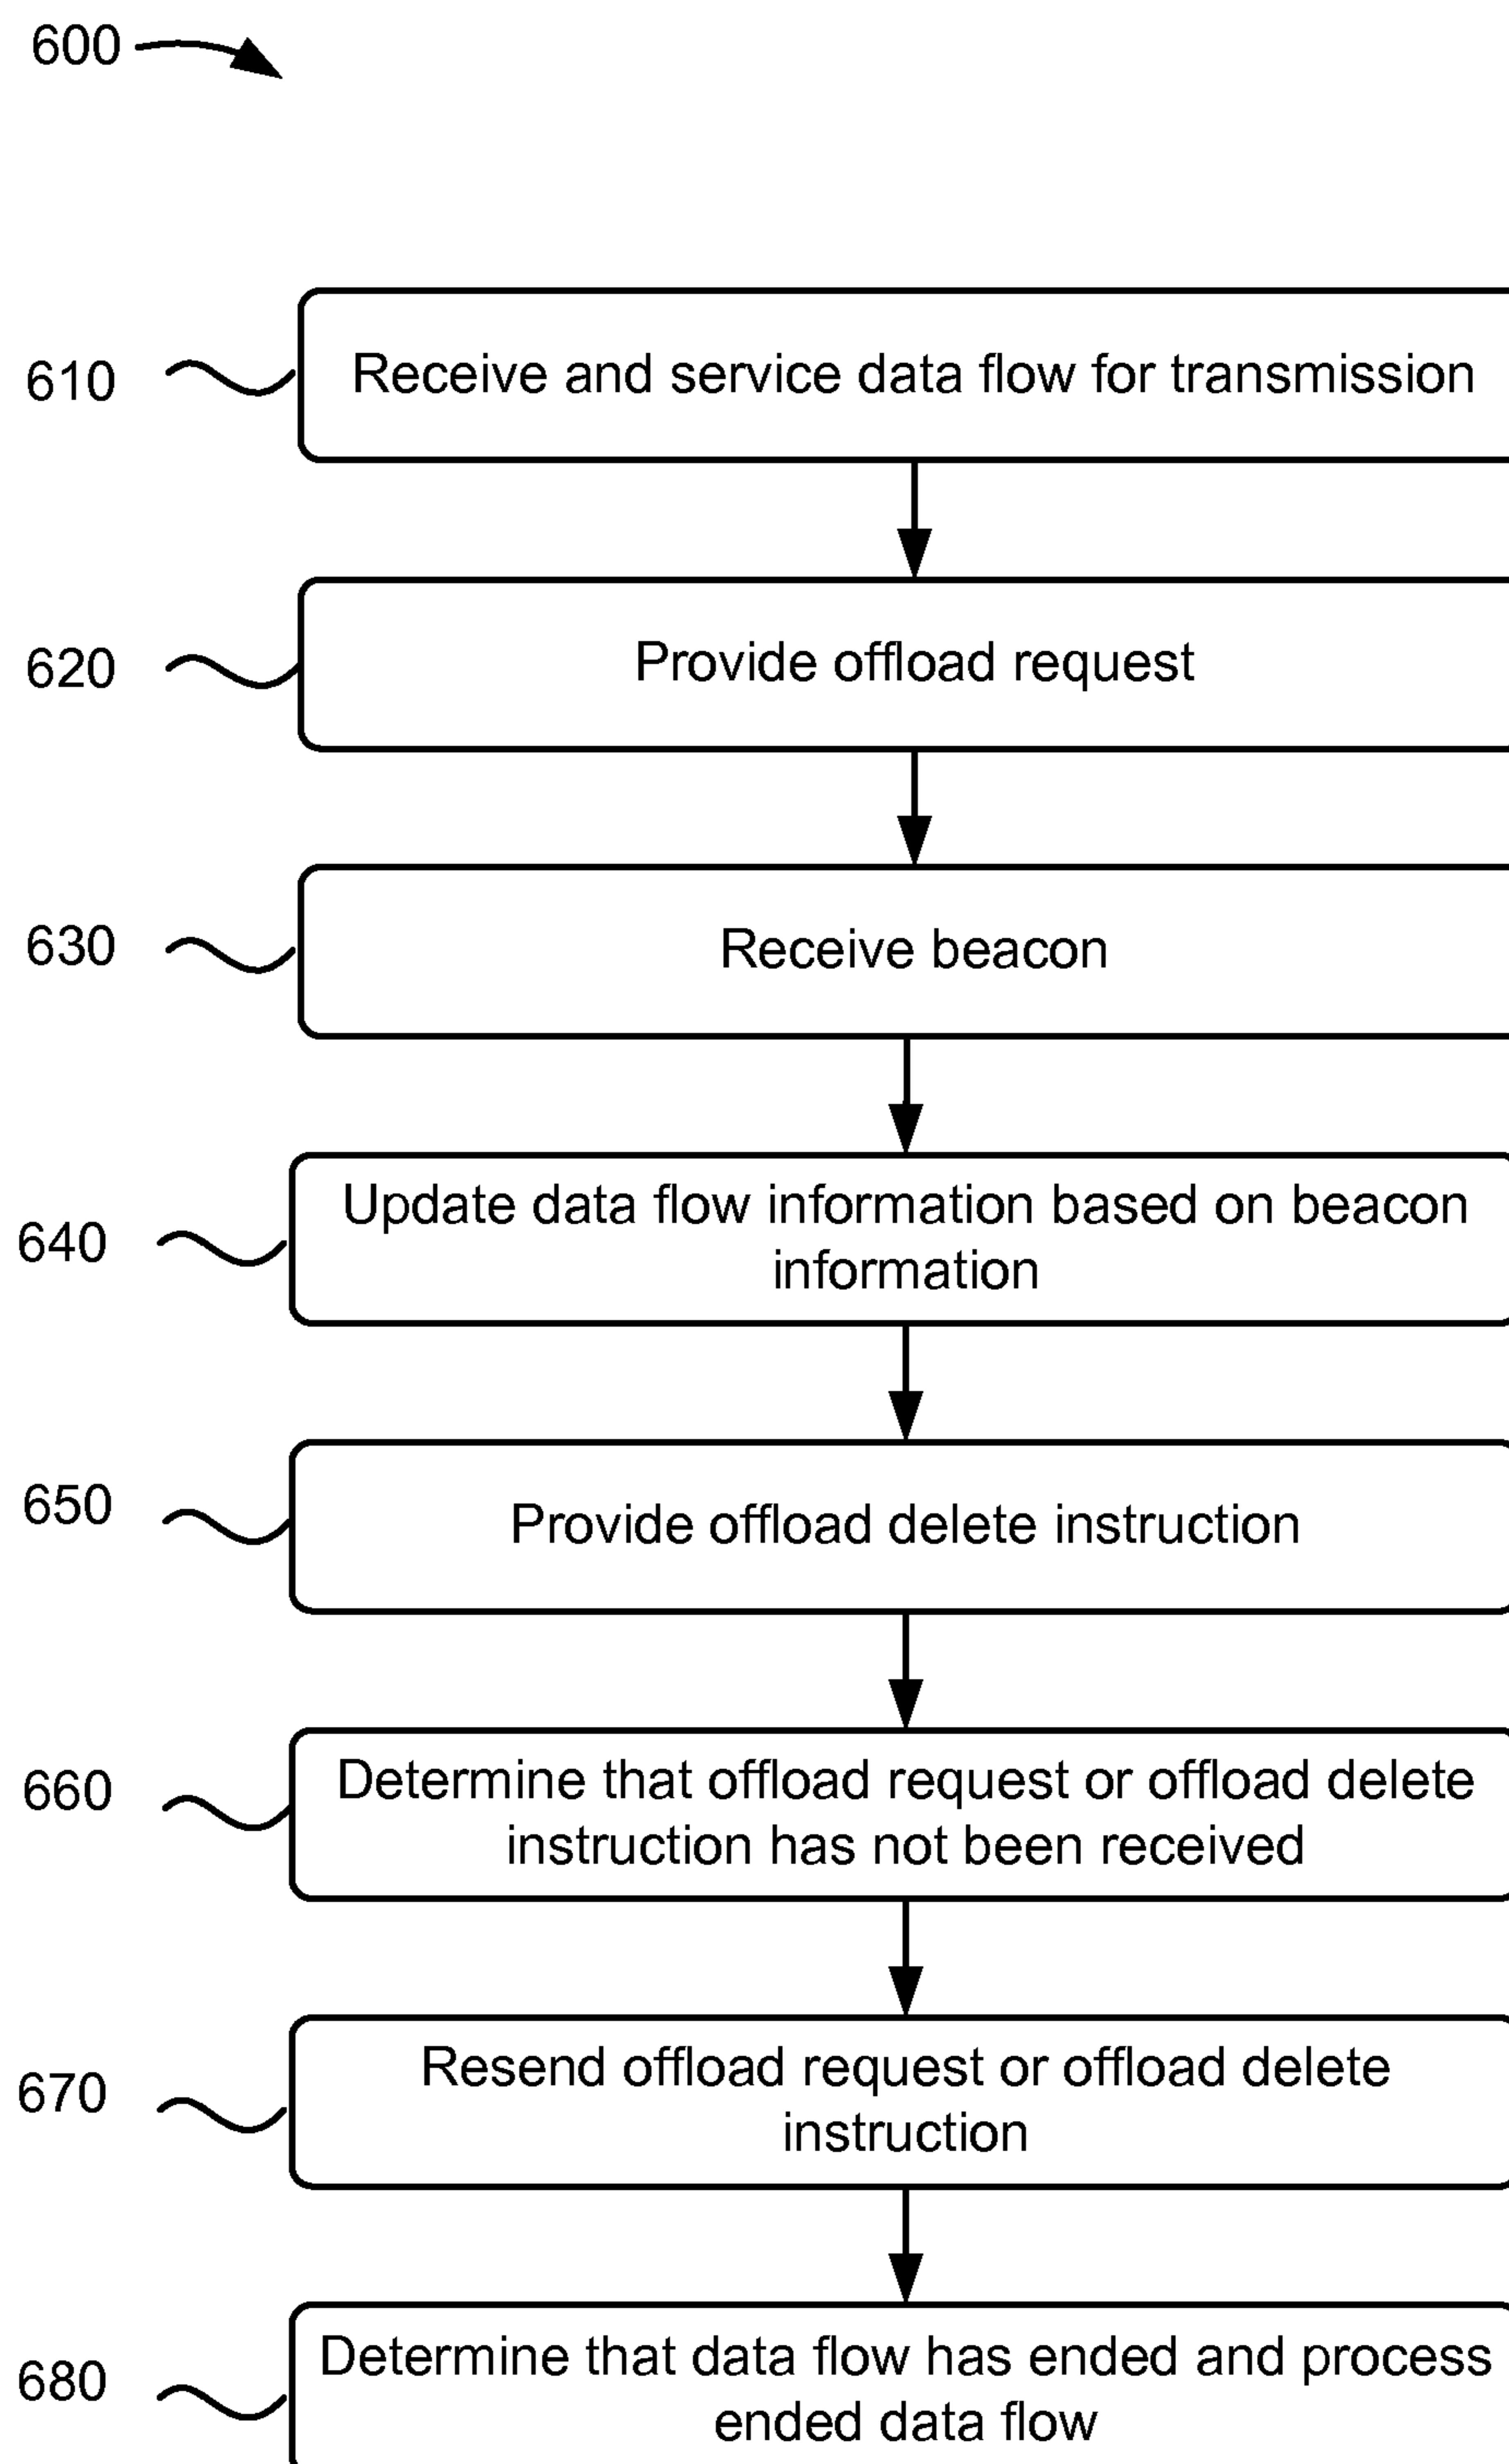 600
610
Receive and service data flow for transmission
620
Provide offload request
630
Receive beacon
640
Update data flow information based on beacon
information
650
Provide offload delete instruction
660
Determine that offload request or offload delete
instruction has not been received
670
Resend offload request or offload delete
instruction
680
Determine that data flow has ended and process
ended data flow